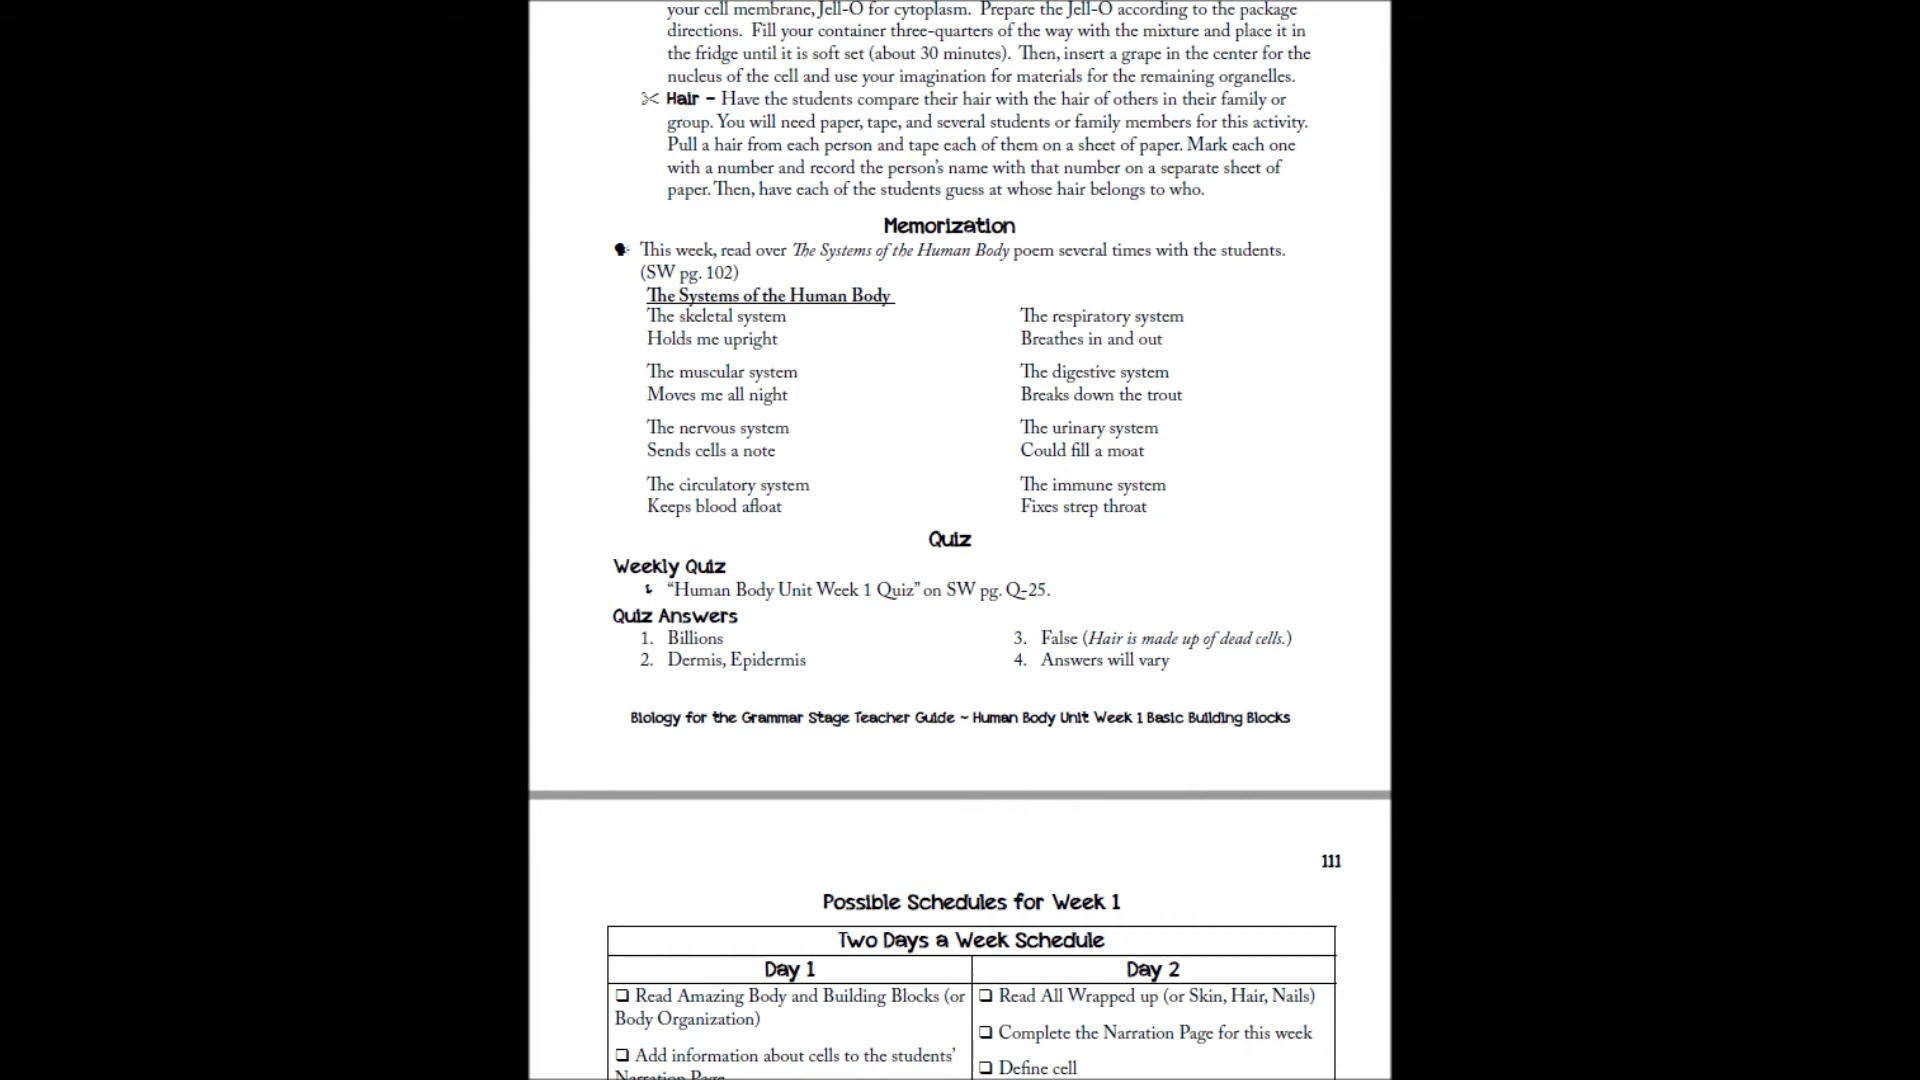 your cell membrane, Jell-O for cytoplasm. Prepare the Jell-O according to the package
directions. Fill your container three-quarters of the way with the mixture and place it in
the fridge until it is soft set (about 30 minutes). Then, insert a grape in the center for the
nucleus of the cell and use your imagination for materials for the remaining organelles.
Hair – Have the students compare their hair with the hair of others in their family or
group. You will need paper, tape, and several students or family members for this activity.
Pull a hair from each person and tape each of them on a sheet of paper. Mark each one
with a number and record the person's name with that number on a separate sheet of
paper. Then, have each of the students guess at whose hair belongs to who.
Memorization
This week, read over The Systems of the Human Body poem several times with the students.
(SW pg. 102)
The Systems of the Human Body
The skeletal system
Holds me upright
The muscular system
Moves me all night
The nervous system
Sends cells a note
The circulatory system
Keeps blood afloat
The respiratory system
Breathes in and out
The digestive system
Breaks down the trout
The urinary system
Could fill a moat
The immune system
Fixes strep throat
Quiz
Weekly Quiz
"Human Body Unit Week 1 Quiz" on SW pg. Q-25.
Quiz Answers
1. Billions
2. Dermis, Epidermis
3. False (Hair is made up of dead cells.)
4. Answers will vary
Biology for the Grammar Stage Teacher Guide ~ Human Body Unit Week 1 Basic Building Blocks
111
Possible Schedules for Week 1
Two Days a Week Schedule
Day 1
Day 2
❑ Read Amazing Body and Building Blocks (or
Body Organization)
❑ Add information about cells to the students'
Narration Page
❑ Read All Wrapped up (or Skin, Hair, Nails)
❑ Complete the Narration Page for this week
❑ Define cell